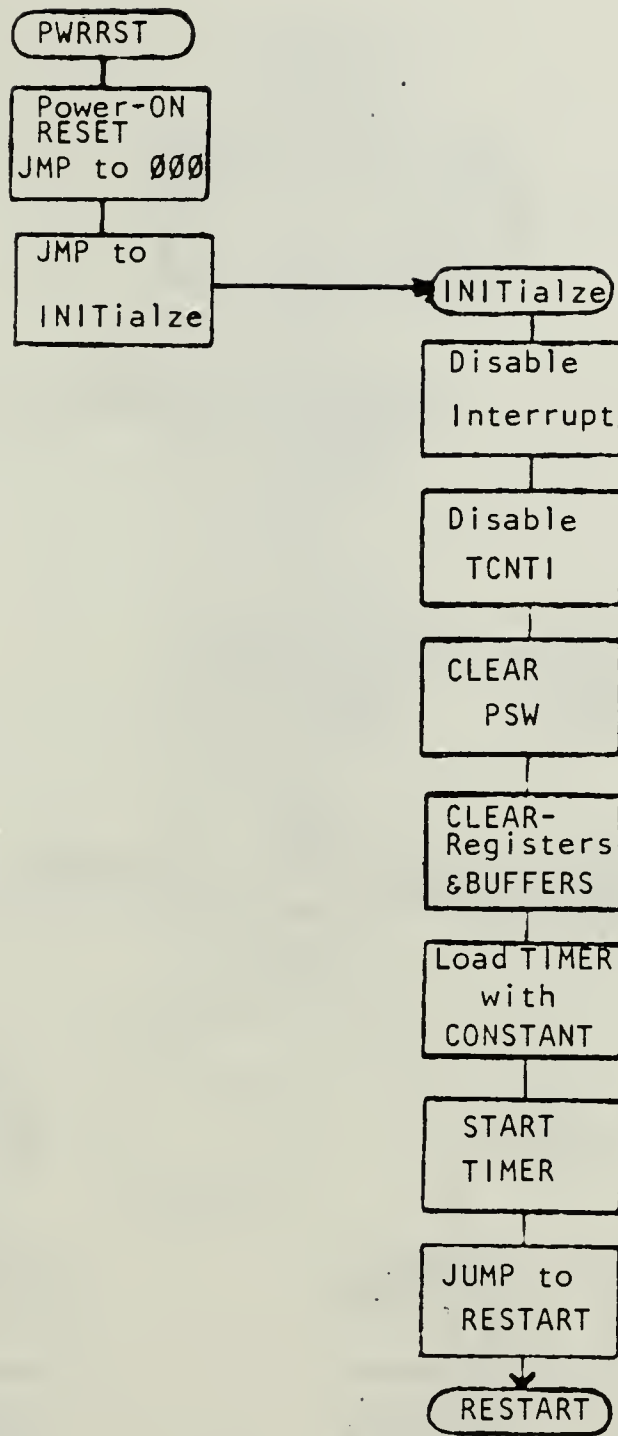 PWRRST
Power-ON
RESET
JMP to ØØØ
JMP to
INITialze
INITialze
Disable
Interrupt
Disable
TCNTI
CLEAR
PSW
CLEAR-
Registers
&BUFFERS
Load TIMER
with
CONSTANT
START
TIMER
JUMP to
RESTART
RESTART